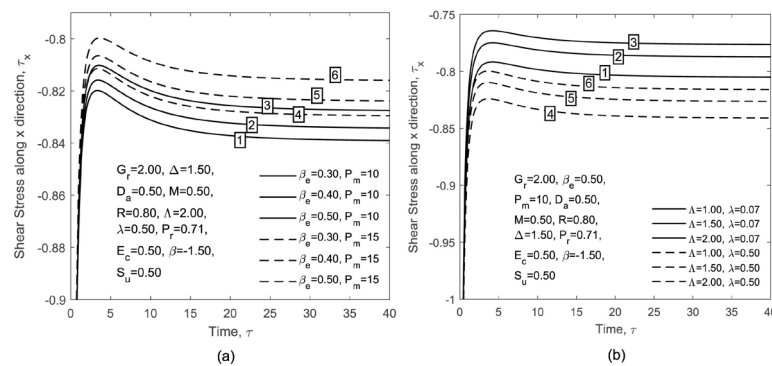 Shear Stress along x direction, τx
-0.8
-0.82
-0.84
-0.86
-0.88
-0.9
6
5
3
4
2
1
Gr=2.00, Δ=1.50,
Da=0.50, M=0.50,
R=0.80, Λ=2.00,
λ=0.50, Pr=0.71,
Ec=0.50, β=-1.50,
Su=0.50
βe=0.30, Pm=10
βe=0.40, Pm=10
βe=0.50, Pm=10
βe=0.30, Pm=15
βe=0.40, Pm=15
βe=0.50, Pm=15
0 5 10 15 20 25 30 35 40
Time, τ
(a)
Shear Stress along x direction, τx
-0.75
-0.8
-0.85
-0.9
-0.95
-1
3
2
1
6
5
4
Gr=2.00, βe=0.50,
Pm=10, Da=0.50,
M=0.50, R=0.80,
Δ=1.50, Pr=0.71,
Ec=0.50, β=-1.50,
Su=0.50
Λ=1.00, λ=0.07
Λ=1.50, λ=0.07
Λ=2.00, λ=0.07
Λ=1.00, λ=0.50
Λ=1.50, λ=0.50
Λ=2.00, λ=0.50
0 5 10 15 20 25 30 35 40
Time, τ
(b)